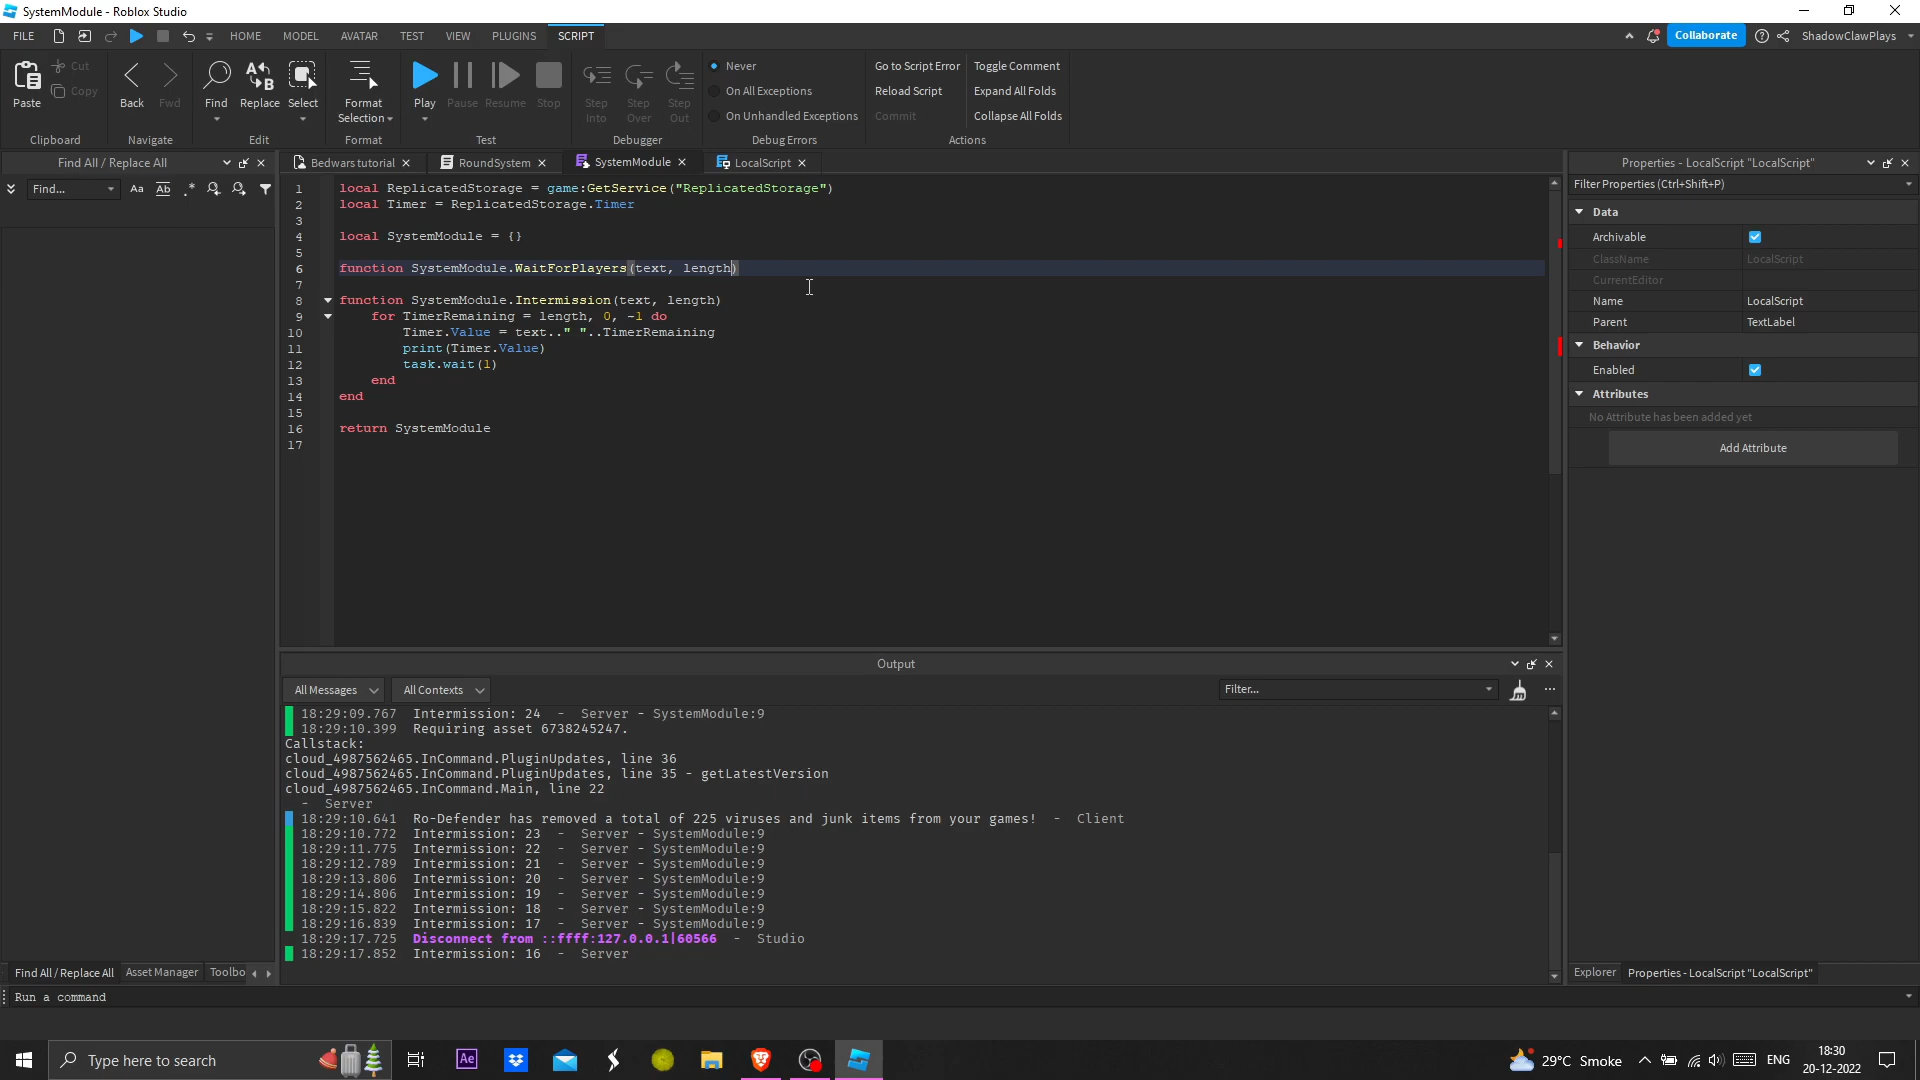 SystemModule - Roblox Studio
FILE HOME MODEL AVATAR TEST VIEW PLUGINS SCRIPT Collaborate ShadowClawPlays
Paste Cut Copy
Clipboard
Back Fwd
Navigate
Find Replace Select
Edit
Format Selection
Format
Play Pause Resume Stop
Test
Step Into Step Over Step Out
Debugger
Never
On All Exceptions
On Unhandled Exceptions
Debug Errors
Go to Script Error Toggle Comment
Reload Script Expand All Folds
Commit Collapse All Folds
Actions
Find All / Replace All
Find... Aa Ab .*
Bedwars tutorial RoundSystem SystemModule LocalScript
1 local ReplicatedStorage = game:GetService("ReplicatedStorage")
2 local Timer = ReplicatedStorage.Timer
3
4 local SystemModule = {}
5
6 function SystemModule.WaitForPlayers(text, length)
7
8 function SystemModule.Intermission(text, length)
9 for TimerRemaining = length, 0, -1 do
10 Timer.Value = text.." "..TimerRemaining
11 print(Timer.Value)
12 task.wait(1)
13 end
14 end
15
16 return SystemModule
17
Output
All Messages All Contexts Filter...
18:29:09.767 Intermission: 24 - Server - SystemModule:9
18:29:10.399 Requiring asset 6738245247.
Callstack:
cloud_4987562465.InCommand.PluginUpdates, line 36
cloud_4987562465.InCommand.PluginUpdates, line 35 - getLatestVersion
cloud_4987562465.InCommand.Main, line 22
- Server
18:29:10.641 Ro-Defender has removed a total of 225 viruses and junk items from your games! - Client
18:29:10.772 Intermission: 23 - Server - SystemModule:9
18:29:11.775 Intermission: 22 - Server - SystemModule:9
18:29:12.789 Intermission: 21 - Server - SystemModule:9
18:29:13.806 Intermission: 20 - Server - SystemModule:9
18:29:14.806 Intermission: 19 - Server - SystemModule:9
18:29:15.822 Intermission: 18 - Server - SystemModule:9
18:29:16.839 Intermission: 17 - Server - SystemModule:9
18:29:17.725 Disconnect from ::ffff:127.0.0.1|60566 - Studio
18:29:17.852 Intermission: 16 - Server
Properties - LocalScript "LocalScript"
Filter Properties (Ctrl+Shift+P)
Data
Archivable
ClassName LocalScript
CurrentEditor
Name LocalScript
Parent TextLabel
Behavior
Enabled
Attributes
No Attribute has been added yet
Add Attribute
Find All / Replace All Asset Manager Toolbo
Explorer Properties - LocalScript "LocalScript"
Run a command
Type here to search
Ae
29°C Smoke ENG
18:30
20-12-2022